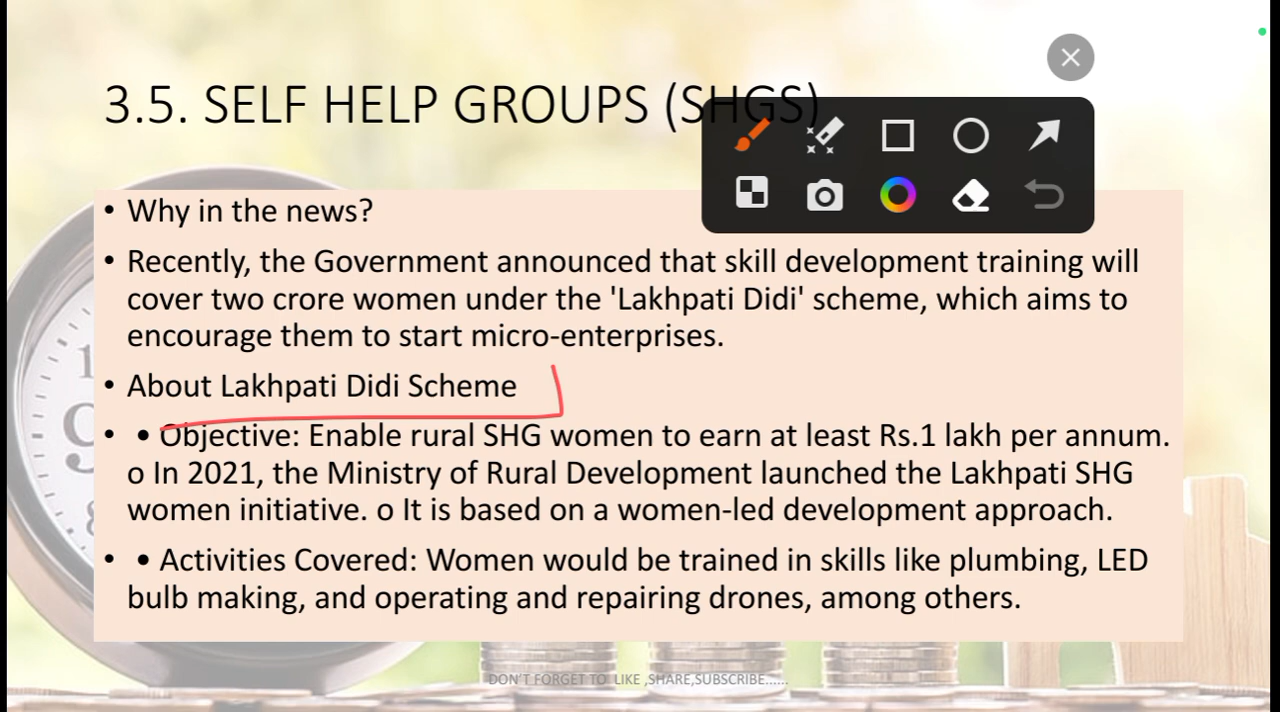 3.5. SELF HELP GROUPS (SHGS)
• Why in the news?
• Recently, the Government announced that skill development training will
cover two crore women under the 'Lakhpati Didi' scheme, which aims to
encourage them to start micro-enterprises.
• About Lakhpati Didi Scheme
• • Objective: Enable rural SHG women to earn at least Rs.1 lakh per annum.
o In 2021, the Ministry of Rural Development launched the Lakhpati SHG
women initiative. o It is based on a women-led development approach.
• • Activities Covered: Women would be trained in skills like plumbing, LED
bulb making, and operating and repairing drones, among others.
DON'T FORGET TO LIKE ,SHARE,SUBSCRIBE......